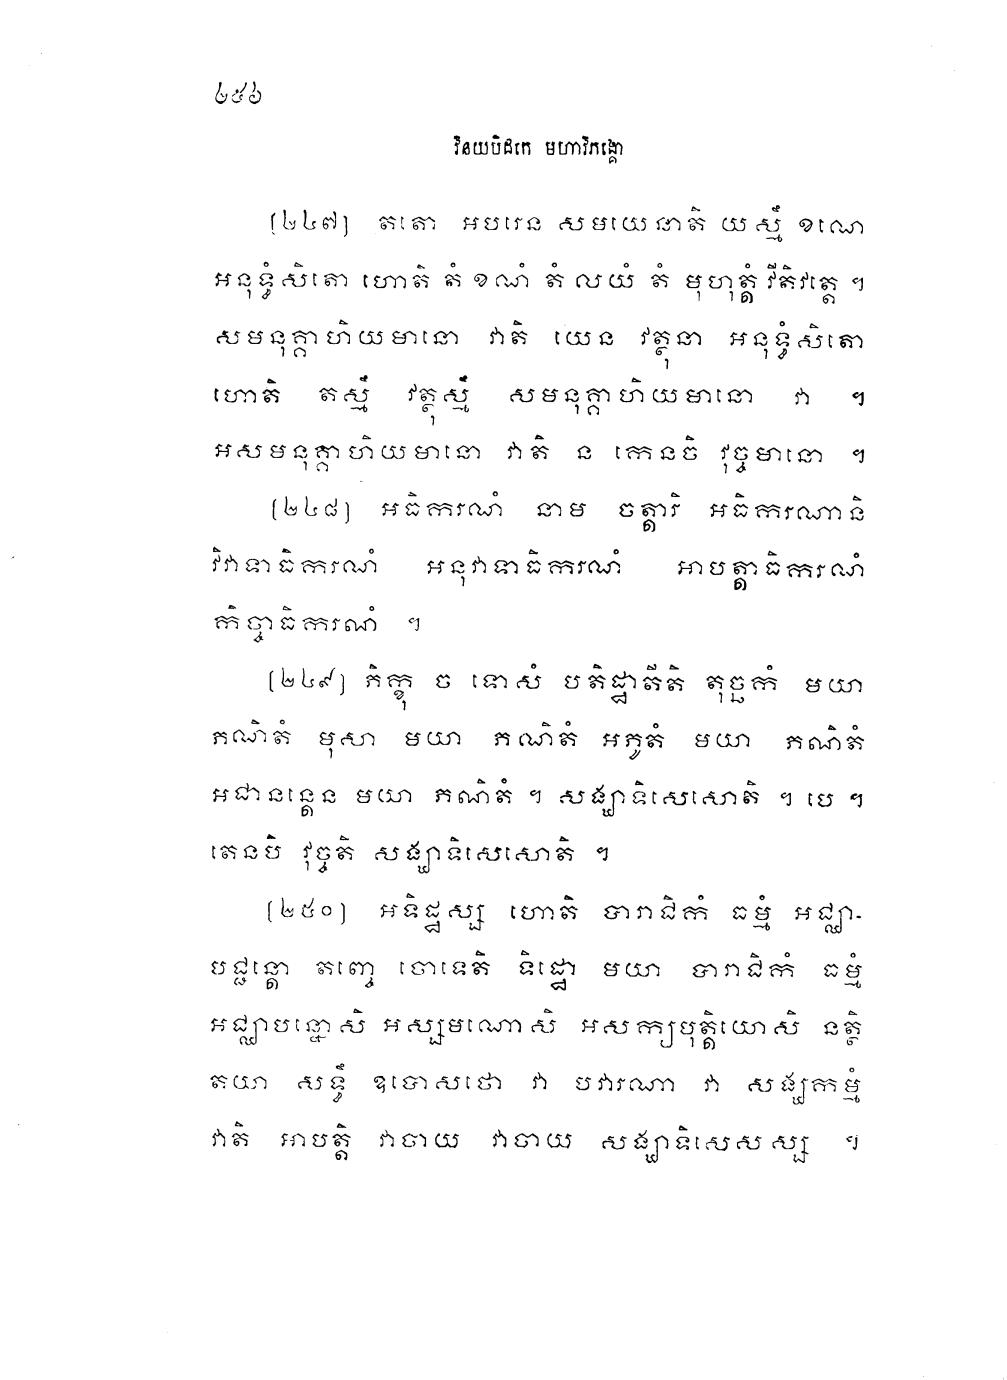 ២៥៦
វិនយបិដកេ មហាវិភង្គោ
[២៤៧] តតោ អបរេន សមយេនាតិ យស្មឹ ខណេ
អនុទ្ធំសិតោ ហោតិ តំ ខណំ តំ លយំ តំ មុហុត្តំ វីតិវត្តេ ។
សមនុគ្គាហិយមានោ វាតិ យេន វត្ថុនា អនុទ្ធំសិតោ
ហោតិ តស្មឹ វត្ថុស្មឹ សមនុគ្គាហិយមានោ វា ។
អសមនុគ្គាហិយមានោ វាតិ ន កេនចិ វុច្ចមានោ ។
[២៤៨] អធិករណំ នាម ចត្តារិ អធិករណានិ
វិវាទាធិករណំ អនុវាទាធិករណំ អាបត្តាធិករណំ
កិច្ចាធិករណំ ។
[២៤៩] ភិក្ខុ ច ទោសំ បតិដ្ឋាតីតិ តុច្ឆកំ មយា
ភណិតំ មុសា មយា ភណិតំ អភូតំ មយា ភណិតំ
អជានន្តេន មយា ភណិតំ ។ សង្ឃាទិសេសោតិ ។ បេ ។
តេនបិ វុច្ចតិ សង្ឃាទិសេសោតិ ។
[២៥០] អទិដ្ឋស្ស ហោតិ បារាជិកំ ធម្មំ អជ្ឈា-
បជ្ជន្តោ តញ្ចេ ចោទេតិ ទិដ្ឋោ មយា បារាជិកំ ធម្មំ
អជ្ឈាបន្នោសិ អស្សមណោសិ អសក្យបុត្តិយោសិ នត្ថិ
តយា សទ្ធឹ ឧបោសថោ វា បវារណា វា សង្ឃកម្មំ
វាតិ អាបត្តិ វាចាយ វាចាយ សង្ឃាទិសេសស្ស ។